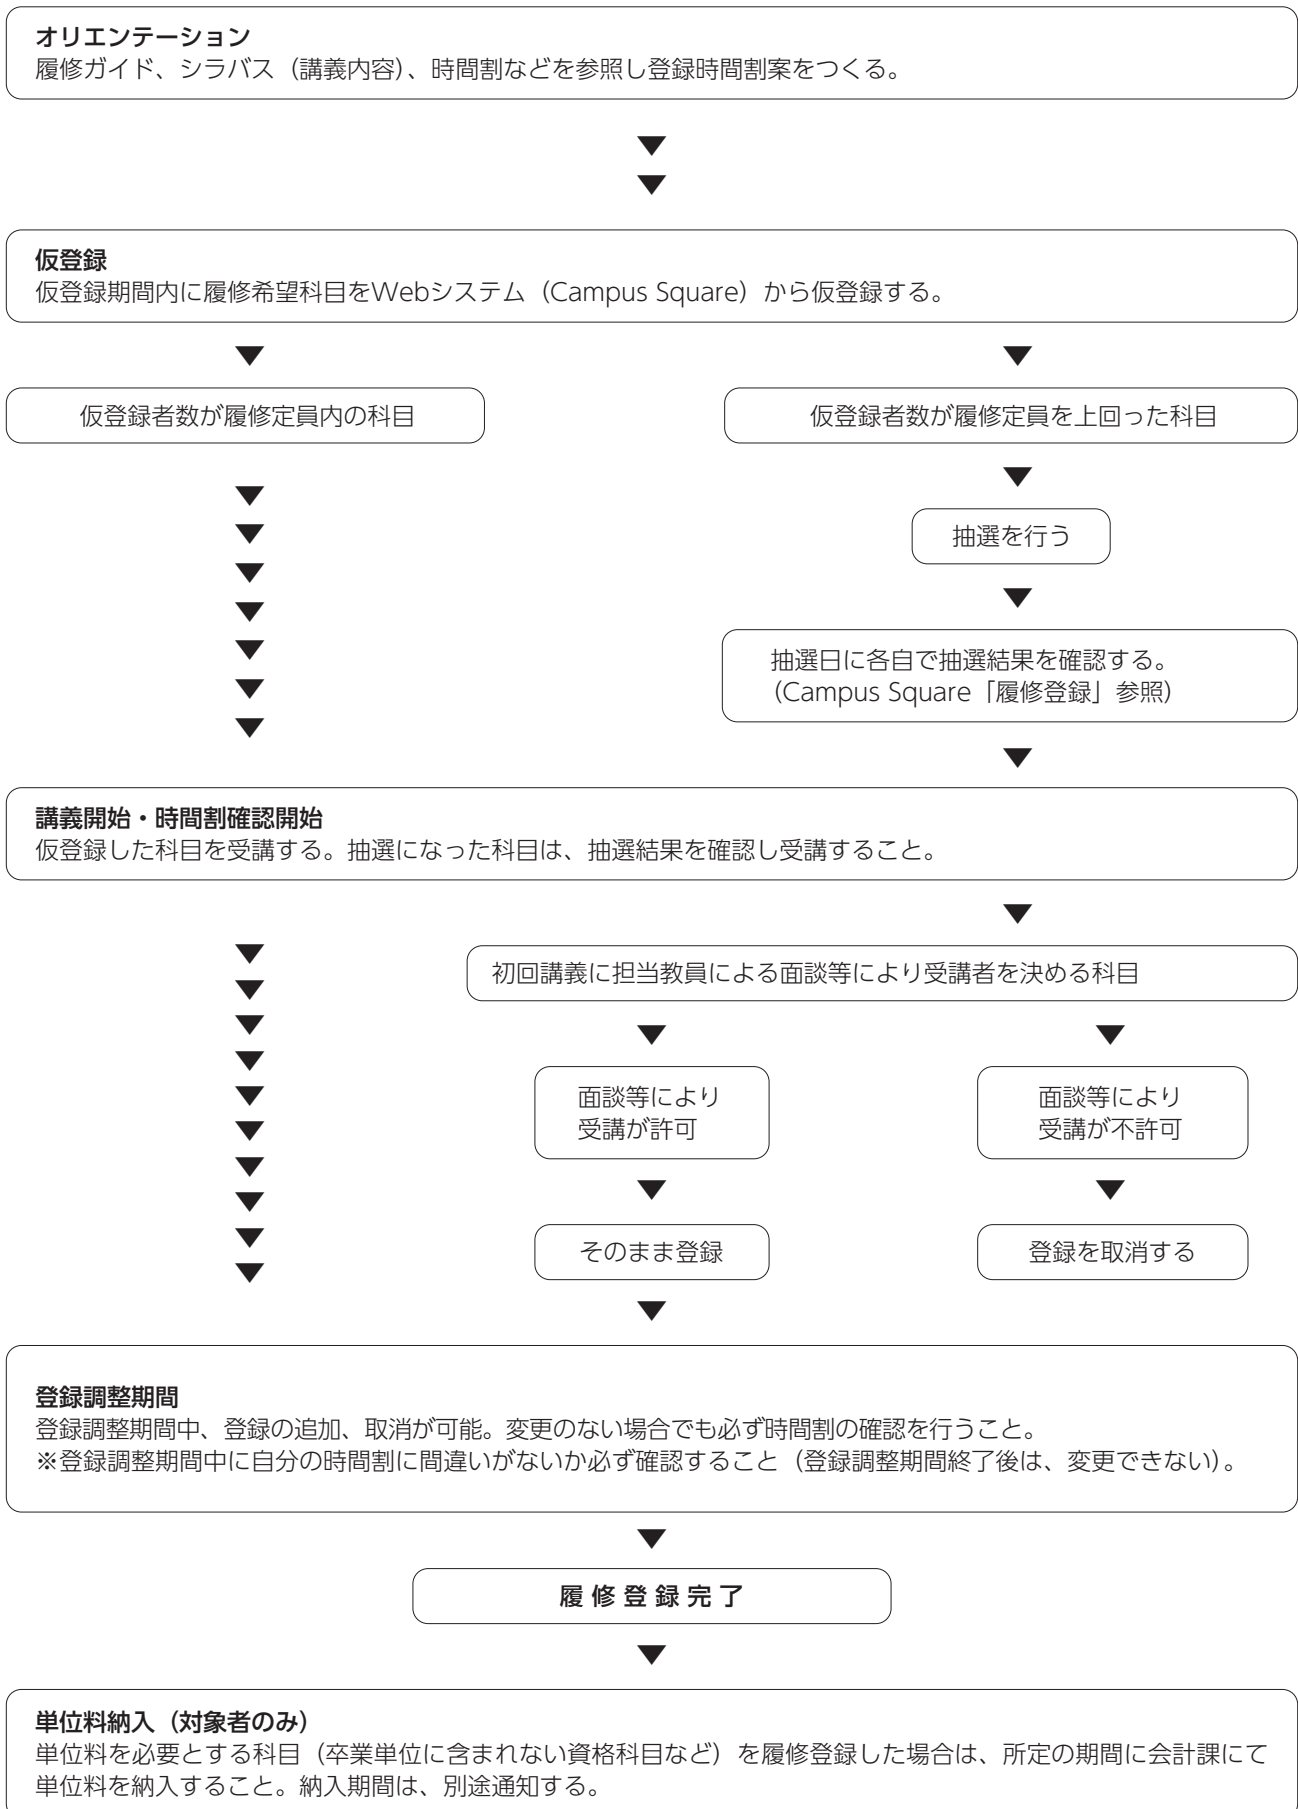 オリエンテーション
履修ガイド、シラバス（講義内容）、時間割などを参照し登録時間割案をつくる。
仮登録
仮登録期間内に履修希望科目をWebシステム（Campus Square）から仮登録する。
仮登録者数が履修定員内の科目
仮登録者数が履修定員を上回った科目
抽選を行う
抽選日に各自で抽選結果を確認する。
（Campus Square「履修登録」参照）
講義開始・時間割確認開始
仮登録した科目を受講する。抽選になった科目は、抽選結果を確認し受講すること。
初回講義に担当教員による面談等により受講者を決める科目
面談等により
受講が許可
面談等により
受講が不許可
そのまま登録
登録を取消する
登録調整期間
登録調整期間中、登録の追加、取消が可能。変更のない場合でも必ず時間割の確認を行うこと。
※登録調整期間中に自分の時間割に間違いがないか必ず確認すること（登録調整期間終了後は、変更できない）。
履修登録完了
単位料納入（対象者のみ）
単位料を必要とする科目（卒業単位に含まれない資格科目など）を履修登録した場合は、所定の期間に会計課にて
単位料を納入すること。納入期間は、別途通知する。